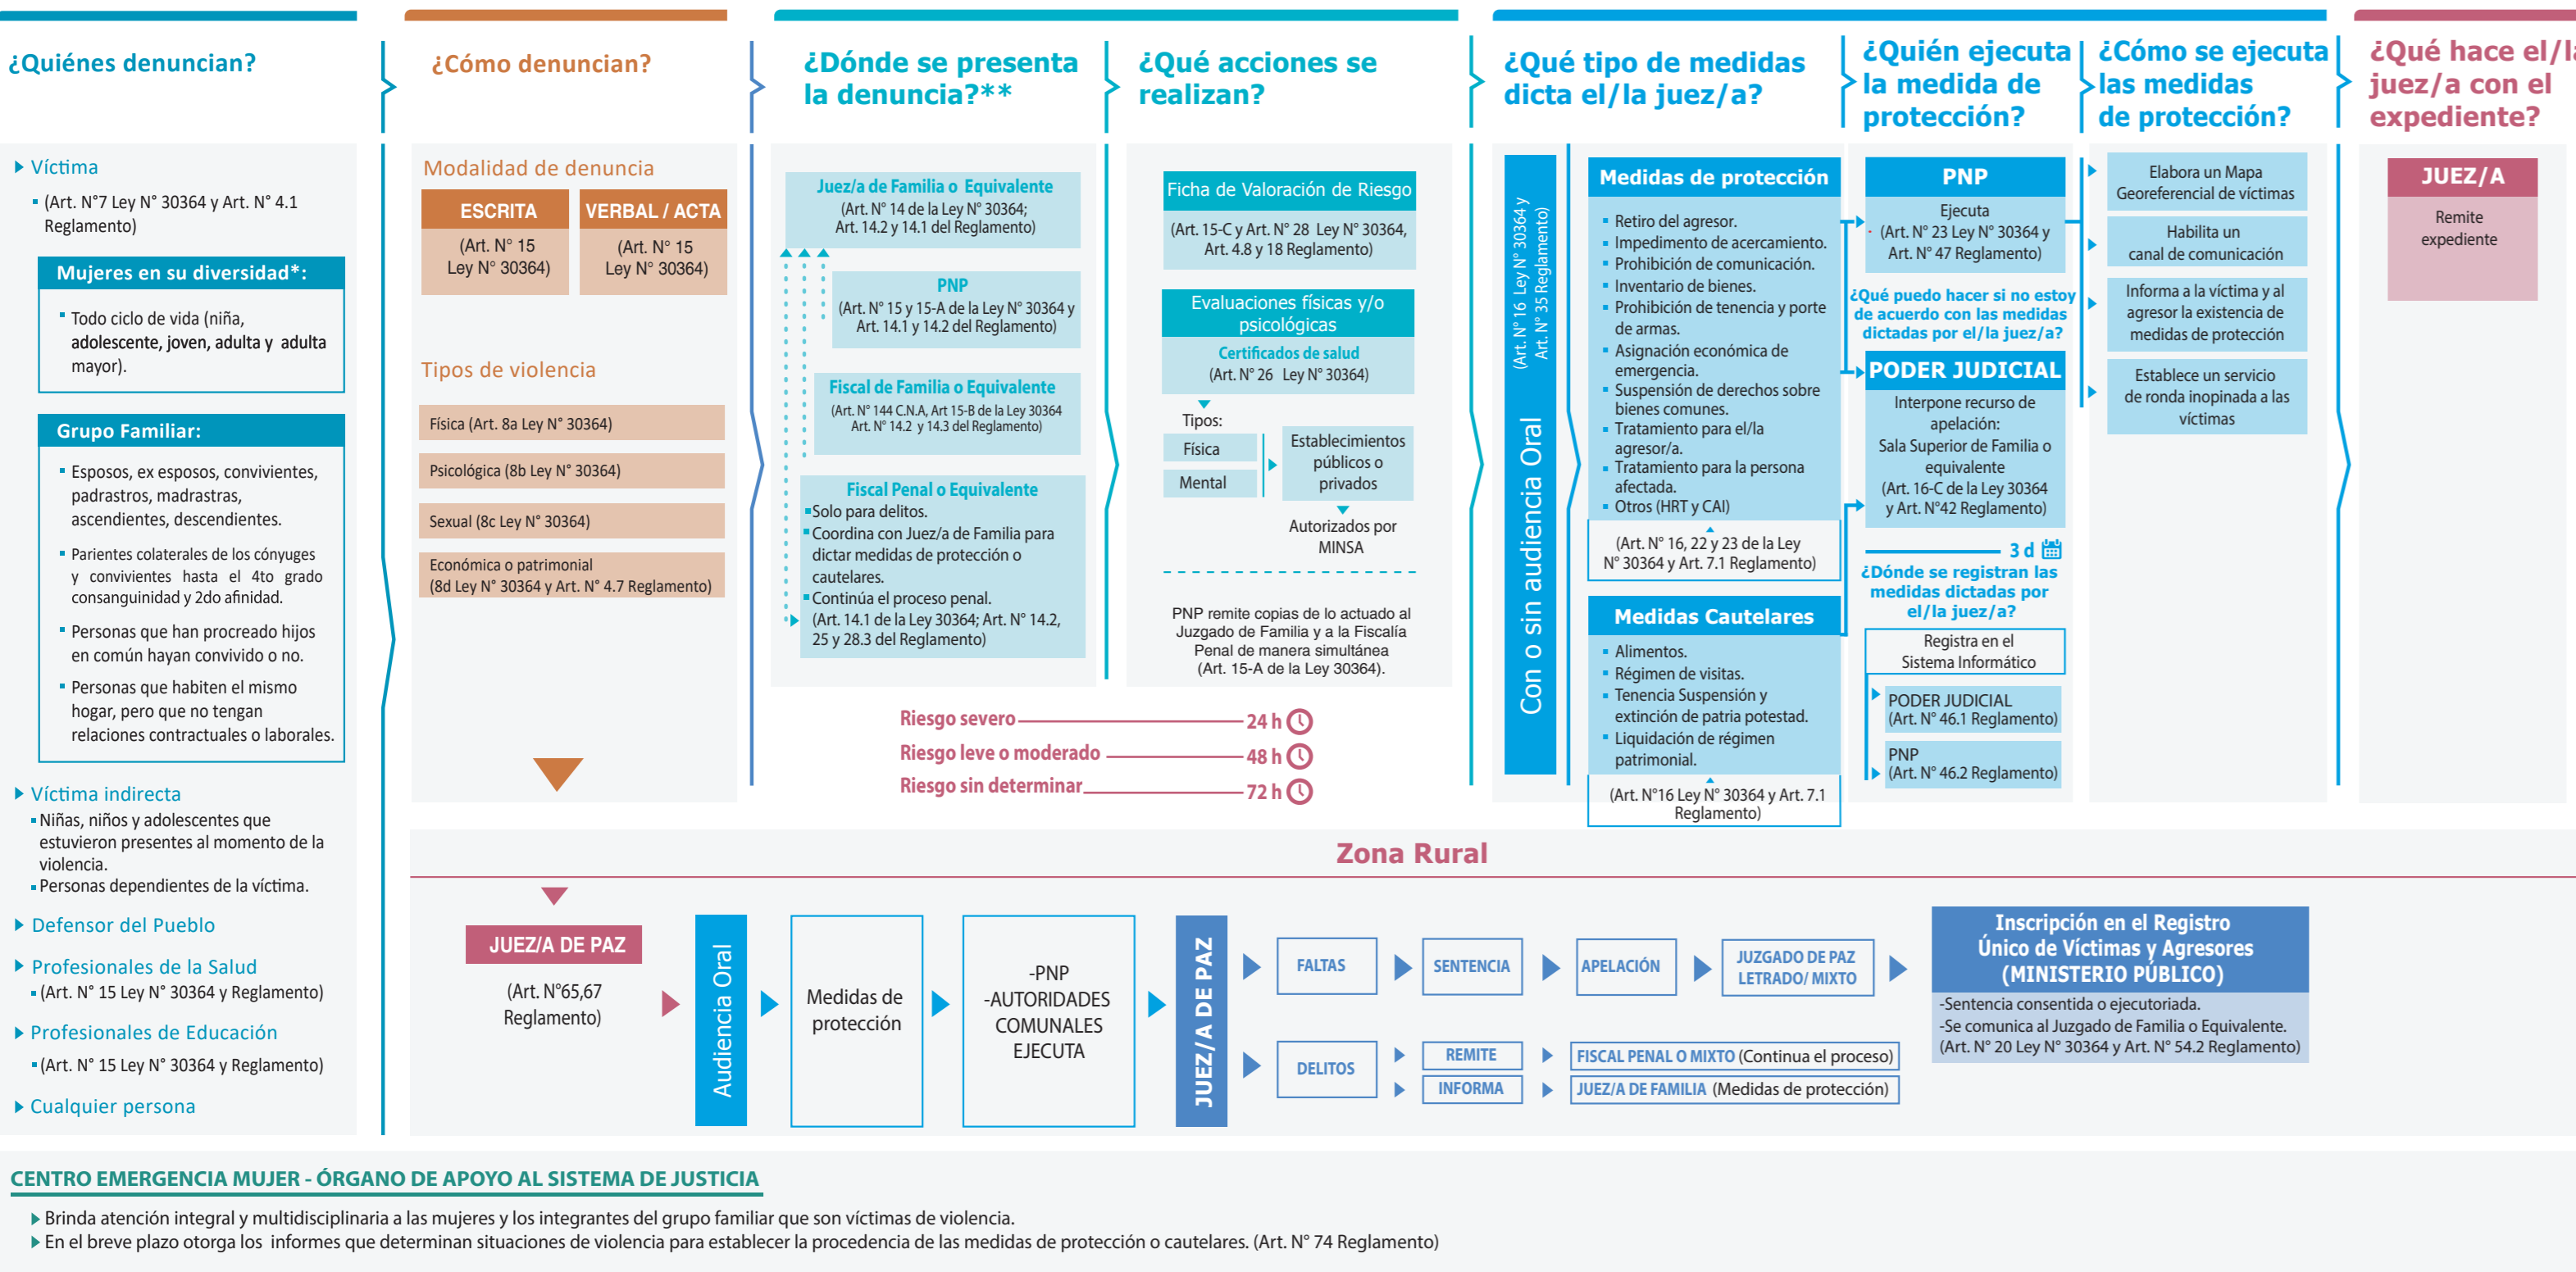 ¿Quiénes denuncian?
▶ Víctima
▪ (Art. N°7 Ley N° 30364 y Art. N° 4.1
Reglamento)
Mujeres en su diversidad*:
▪ Todo ciclo de vida (niña,
adolescente, joven, adulta y adulta
mayor).
Grupo Familiar:
▪ Esposos, ex esposos, convivientes,
padrastros, madrastras,
ascendientes, descendientes.
▪ Parientes colaterales de los cónyuges
y convivientes hasta el 4to grado
consanguinidad y 2do afinidad.
▪ Personas que han procreado hijos
en común hayan convivido o no.
▪ Personas que habiten el mismo
hogar, pero que no tengan
relaciones contractuales o laborales.
▶ Víctima indirecta
▪ Niñas, niños y adolescentes que
estuvieron presentes al momento de la
violencia.
▪ Personas dependientes de la víctima.
▶ Defensor del Pueblo
▶ Profesionales de la Salud
▪ (Art. N° 15 Ley N° 30364 y Reglamento)
▶ Profesionales de Educación
▪ (Art. N° 15 Ley N° 30364 y Reglamento)
▶ Cualquier persona
¿Cómo denuncian?
Modalidad de denuncia
ESCRITA
(Art. N° 15
Ley N° 30364)
VERBAL / ACTA
(Art. N° 15
Ley N° 30364)
Tipos de violencia
Física (Art. 8a Ley N° 30364)
Psicológica (8b Ley N° 30364)
Sexual (8c Ley N° 30364)
Económica o patrimonial
(8d Ley N° 30364 y Art. N° 4.7 Reglamento)
¿Dónde se presenta
la denuncia?**
Juez/a de Familia o Equivalente
(Art. N° 14 de la Ley N° 30364;
Art. 14.2 y 14.1 del Reglamento)
PNP
(Art. N° 15 y 15-A de la Ley N° 30364 y
Art. 14.1 y 14.2 del Reglamento)
Fiscal de Familia o Equivalente
(Art. N° 144 C.N.A, Art 15-B de la Ley 30364
Art. N° 14.2 y 14.3 del Reglamento)
Fiscal Penal o Equivalente
▪ Solo para delitos.
▪ Coordina con Juez/a de Familia para
dictar medidas de protección o
cautelares.
▪ Continúa el proceso penal.
(Art. 14.1 de la Ley 30364; Art. N° 14.2,
25 y 28.3 del Reglamento)
¿Qué acciones se
realizan?
Ficha de Valoración de Riesgo
(Art. 15-C y Art. N° 28 Ley N° 30364,
Art. 4.8 y 18 Reglamento)
Evaluaciones físicas y/o
psicológicas
Certificados de salud
(Art. N° 26 Ley N° 30364)
Tipos:
Física
Mental
Establecimientos
públicos o
privados
Autorizados por
MINSA
PNP remite copias de lo actuado al
Juzgado de Familia y a la Fiscalía
Penal de manera simultánea
(Art. 15-A de la Ley 30364).
Riesgo severo 24 h
Riesgo leve o moderado 48 h
Riesgo sin determinar 72 h
¿Qué tipo de medidas
dicta el/la juez/a?
Con o sin audiencia Oral
(Art. N° 16 Ley N° 30364 y
Art. N° 35 Reglamento)
Medidas de protección
▪ Retiro del agresor.
▪ Impedimento de acercamiento.
▪ Prohibición de comunicación.
▪ Inventario de bienes.
▪ Prohibición de tenencia y porte
de armas.
▪ Asignación económica de
emergencia.
▪ Suspensión de derechos sobre
bienes comunes.
▪ Tratamiento para el/la
agresor/a.
▪ Tratamiento para la persona
afectada.
▪ Otros (HRT y CAI)
(Art. N° 16, 22 y 23 de la Ley
N° 30364 y Art. 7.1 Reglamento)
Medidas Cautelares
▪ Alimentos.
▪ Régimen de visitas.
▪ Tenencia Suspensión y
extinción de patria potestad.
▪ Liquidación de régimen
patrimonial.
(Art. N°16 Ley N° 30364 y Art. 7.1
Reglamento)
¿Quién ejecuta
la medida de
protección?
PNP
Ejecuta
(Art. N° 23 Ley N° 30364 y
Art. N° 47 Reglamento)
¿Qué puedo hacer si no estoy
de acuerdo con las medidas
dictadas por el/la juez/a?
PODER JUDICIAL
Interpone recurso de
apelación:
Sala Superior de Familia o
equivalente
(Art. 16-C de la Ley 30364
y Art. N°42 Reglamento)
3 d
¿Dónde se registran las
medidas dictadas por
el/la juez/a?
Registra en el
Sistema Informático
PODER JUDICIAL
(Art. N° 46.1 Reglamento)
PNP
(Art. N° 46.2 Reglamento)
¿Cómo se ejecuta
las medidas
de protección?
Elabora un Mapa
Georeferencial de víctimas
Habilita un
canal de comunicación
Informa a la víctima y al
agresor la existencia de
medidas de protección
Establece un servicio
de ronda inopinada a las
víctimas
¿Qué hace el/la
juez/a con el
expediente?
JUEZ/A
Remite
expediente
Zona Rural
JUEZ/A DE PAZ
(Art. N°65,67
Reglamento)
Audiencia Oral
Medidas de
protección
-PNP
-AUTORIDADES
COMUNALES
EJECUTA
JUEZ/A DE PAZ
FALTAS
SENTENCIA
APELACIÓN
JUZGADO DE PAZ
LETRADO/ MIXTO
DELITOS
REMITE
FISCAL PENAL O MIXTO (Continua el proceso)
INFORMA
JUEZ/A DE FAMILIA (Medidas de protección)
Inscripción en el Registro
Único de Víctimas y Agresores
(MINISTERIO PÚBLICO)
-Sentencia consentida o ejecutoriada.
-Se comunica al Juzgado de Familia o Equivalente.
(Art. N° 20 Ley N° 30364 y Art. N° 54.2 Reglamento)
CENTRO EMERGENCIA MUJER - ÓRGANO DE APOYO AL SISTEMA DE JUSTICIA
▶ Brinda atención integral y multidisciplinaria a las mujeres y los integrantes del grupo familiar que son víctimas de violencia.
▶ En el breve plazo otorga los informes que determinan situaciones de violencia para establecer la procedencia de las medidas de protección o cautelares. (Art. N° 74 Reglamento)